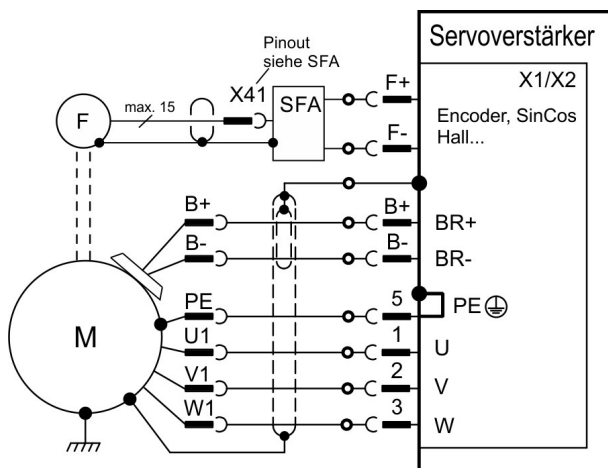 Servoverstärker
Pinout
siehe SFA
X41
SFA
F+
X1/X2
max. 15
F
Encoder, SinCos
Hall...
F-
B+
B+
BR+
B-
B-
BR-
PE
5
PE
M
U1
1
U
V1
2
V
W1
3
W